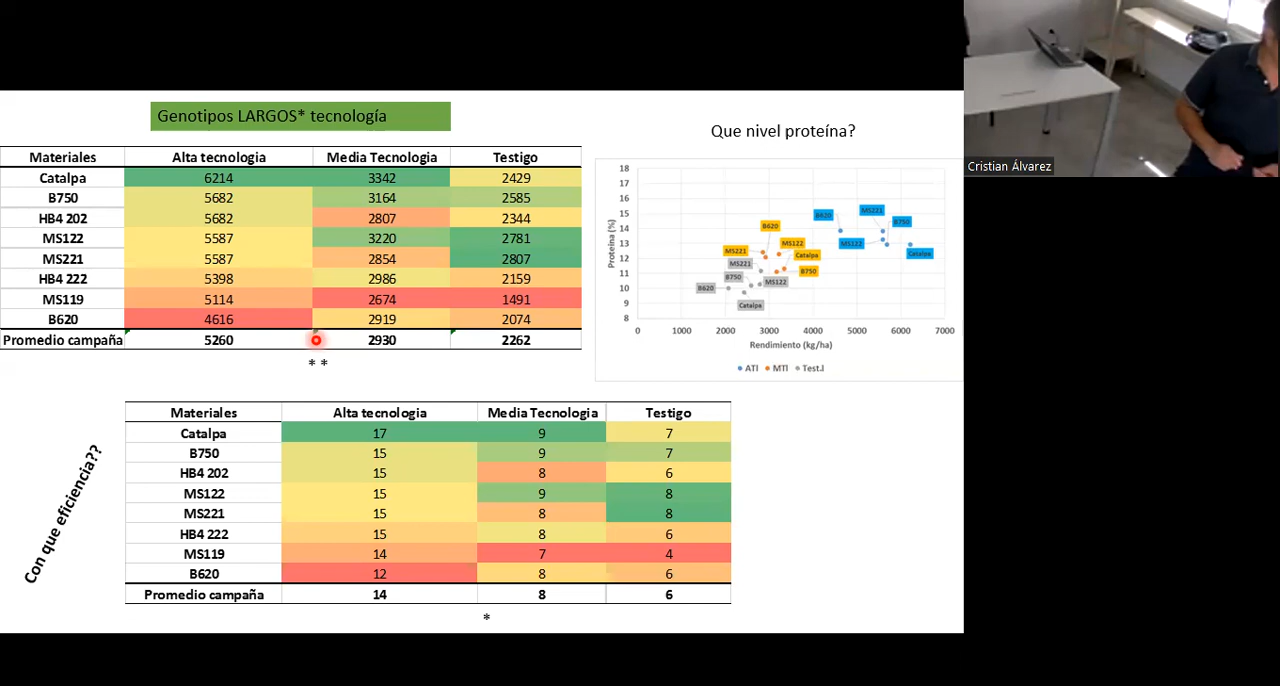 Genotipos LARGOS* tecnología
Materiales Alta tecnologia Media Tecnologia Testigo
Catalpa 6214 3342 2429
B750 5682 3164 2585
HB4 202 5682 2807 2344
MS122 5587 3220 2781
MS221 5587 2854 2807
HB4 222 5398 2986 2159
MS119 5114 2674 1491
B620 4616 2919 2074
Promedio campaña 5260 2930 2262
* *
Que nivel proteína?
Proteína (%)
18
17
16
15
14
13
12
11
10
9
8
B620 MS221 B750
MS122 Catalpa
B620
MS221 MS122
Catalpa
B750
MS221
B750 MS122
B620
Catalpa
0 1000 2000 3000 4000 5000 6000 7000
Rendimiento (kg/ha)
ATI MTI Test.I
Con que eficiencia??
Materiales Alta tecnologia Media Tecnologia Testigo
Catalpa 17 9 7
B750 15 9 7
HB4 202 15 8 6
MS122 15 9 8
MS221 15 8 8
HB4 222 15 8 6
MS119 14 7 4
B620 12 8 6
Promedio campaña 14 8 6
*
Cristian Álvarez